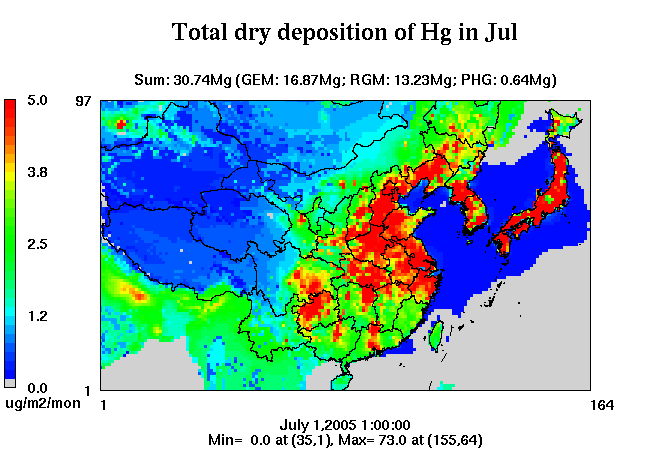 Total dry deposition of Hg in Jul
Sum: 30.74Mg (GEM: 16.87Mg; RGM: 13.23Mg; PHG: 0.64Mg)
5.0
3.8
2.5
1.2
0.0
ug/m2/mon
97
1
1
164
July 1,2005 1:00:00
Min= 0.0 at (35,1), Max= 73.0 at (155,64)